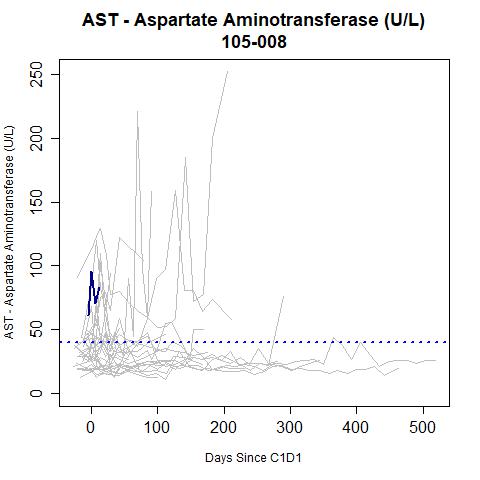 AST - Aspartate Aminotransferase (U/L)
105-008
AST - Aspartate Aminotransferase (U/L)
250
200
150
100
50
0
0 100 200 300 400 500
Days Since C1D1